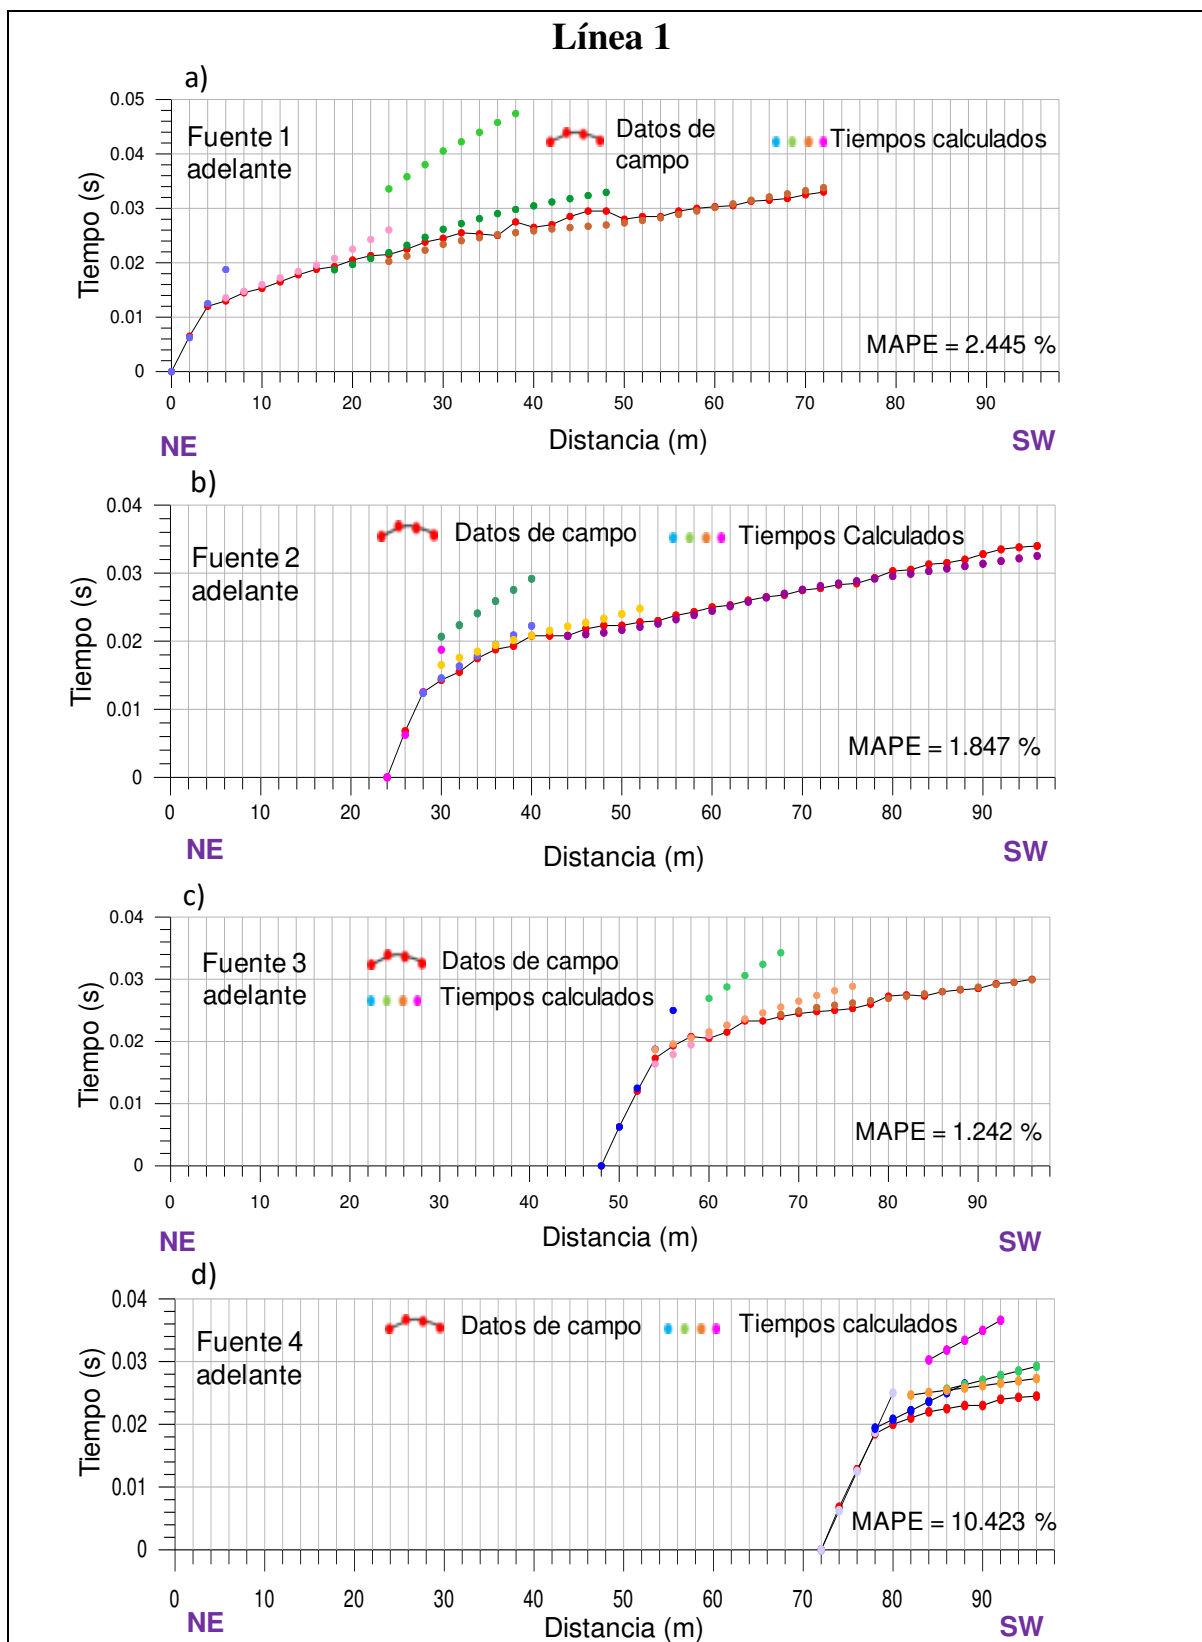 Línea 1
a)
Fuente 1
adelante
Datos de
campo
Tiempos calculados
Tiempo (s)
0.05
0.04
0.03
0.02
0.01
0
MAPE = 2.445 %
0 10 20 30 40 50 60 70 80 90
NE Distancia (m) SW
b)
Fuente 2
adelante
Datos de campo
Tiempos Calculados
Tiempo (s)
0.04
0.03
0.02
0.01
0
MAPE = 1.847 %
0 10 20 30 40 50 60 70 80 90
NE Distancia (m) SW
c)
Fuente 3
adelante
Datos de campo
Tiempos calculados
Tiempo (s)
0.04
0.03
0.02
0.01
0
MAPE = 1.242 %
0 10 20 30 40 50 60 70 80 90
NE Distancia (m) SW
d)
Fuente 4
adelante
Datos de campo
Tiempos calculados
Tiempo (s)
0.04
0.03
0.02
0.01
0
MAPE = 10.423 %
0 10 20 30 40 50 60 70 80 90
NE Distancia (m) SW